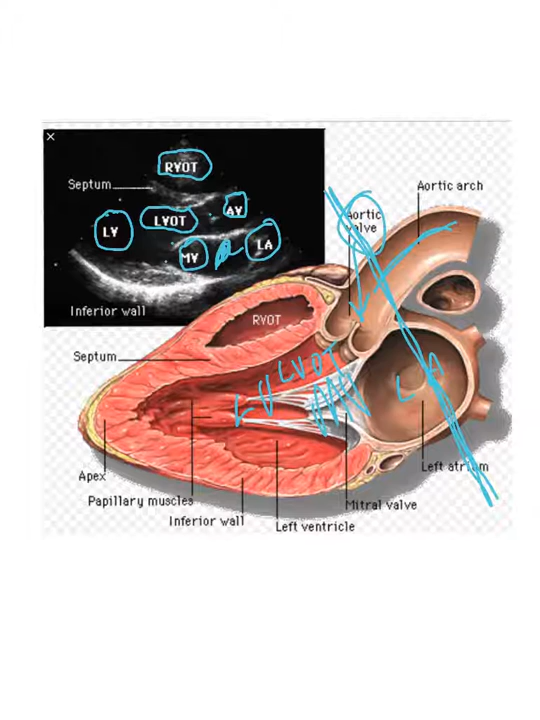 ×
RVOT
Septum
AV
LVOT
LV
MV
LA
Inferior wall
Aortic arch
Aortic
valve
RVOT
Septum
LVOT
LV
LA
Left atrium
Apex
Papillary muscles
Mitral valve
Inferior wall
Left ventricle